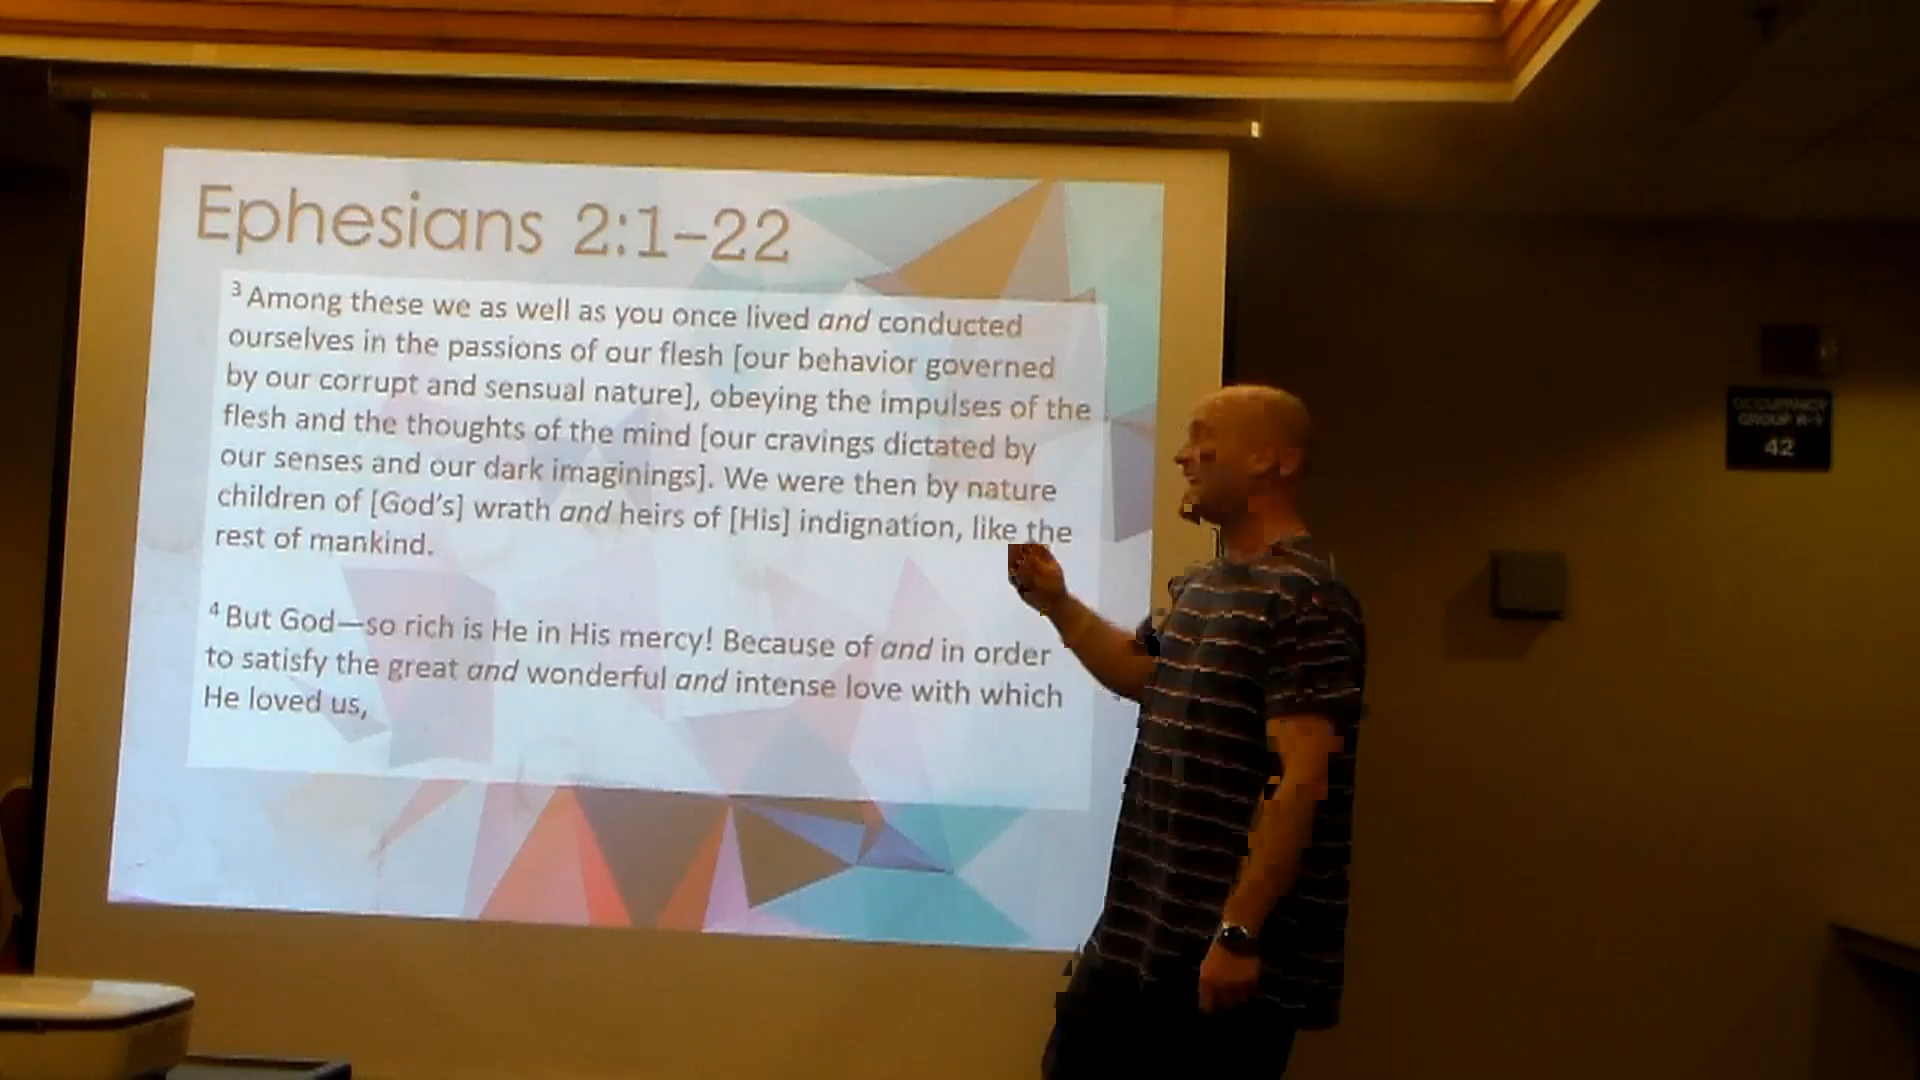 Ephesians 2:1–22
3 Among these we as well as you once lived and conducted
ourselves in the passions of our flesh [our behavior governed
by our corrupt and sensual nature], obeying the impulses of the
flesh and the thoughts of the mind [our cravings dictated by
our senses and our dark imaginings]. We were then by nature
children of [God’s] wrath and heirs of [His] indignation, like the
rest of mankind.
4 But God—so rich is He in His mercy! Because of and in order
to satisfy the great and wonderful and intense love with which
He loved us,
OCCUPANCY
GROUP
42